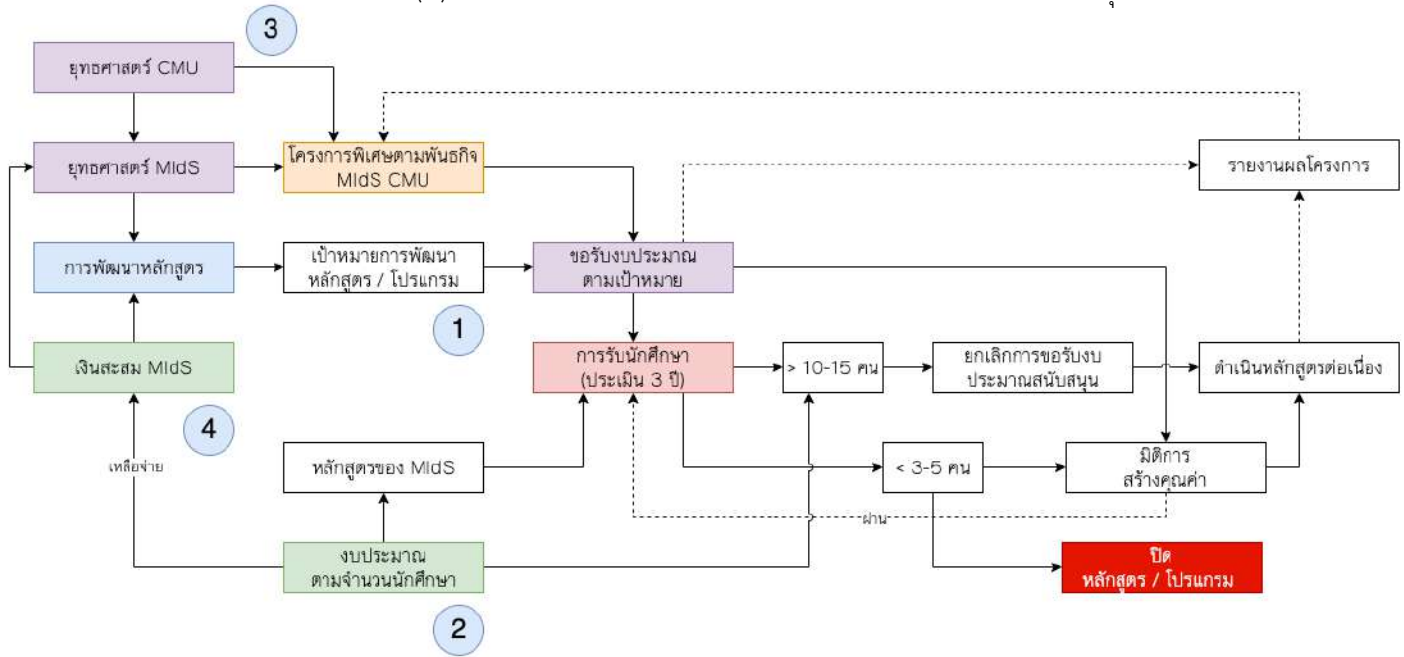 3
ยุทธศาสตร์ CMU
ยุทธศาสตร์ MIdS
โครงการพิเศษตามพันธกิจ
MIdS CMU
รายงานผลโครงการ
การพัฒนาหลักสูตร
เป้าหมายการพัฒนา
หลักสูตร / โปรแกรม
ขอรับงบประมาณ
ตามเป้าหมาย
1
เงินสะสม MIdS
การรับนักศึกษา
(ประเมิน 3 ปี)
> 10-15 คน
ยกเลิกการขอรับงบ
ประมาณสนับสนุน
ดำเนินหลักสูตรต่อเนื่อง
4
เหลือจ่าย
หลักสูตรของ MIdS
< 3-5 คน
มิติการ
สร้างคุณค่า
ผ่าน
งบประมาณ
ตามจำนวนนักศึกษา
ปิด
หลักสูตร / โปรแกรม
2